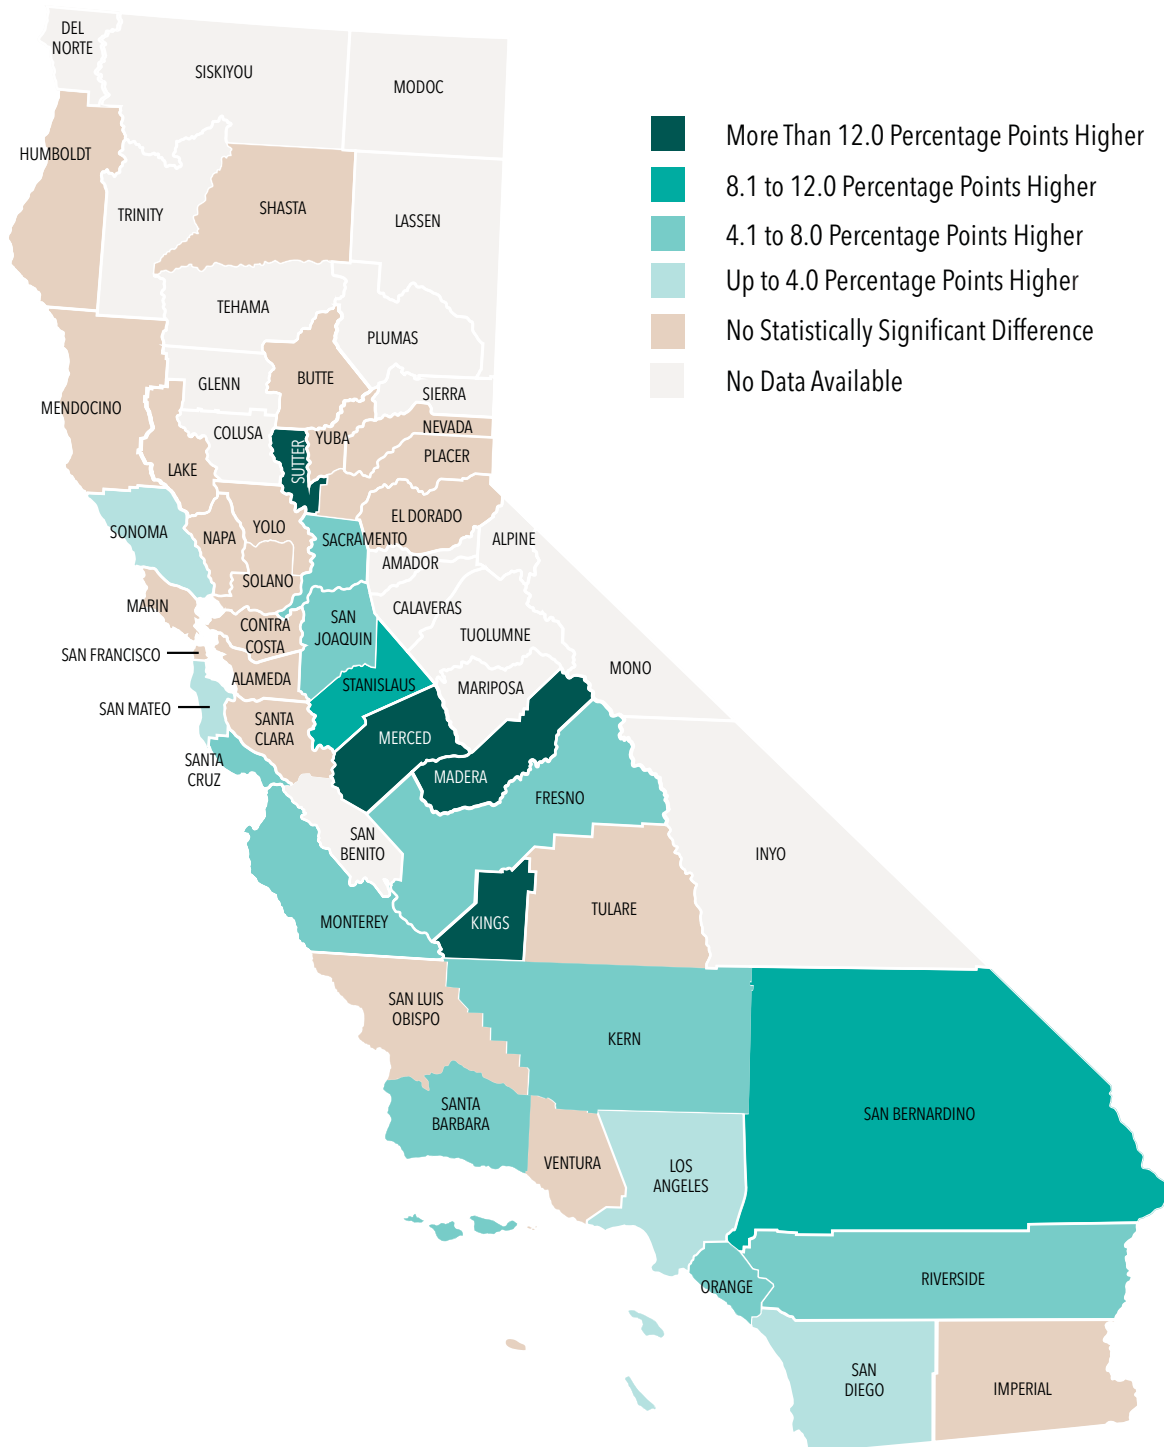 DEL
NORTE
SISKIYOU
MODOC
More Than 12.0 Percentage Points Higher
8.1 to 12.0 Percentage Points Higher
4.1 to 8.0 Percentage Points Higher
Up to 4.0 Percentage Points Higher
No Statistically Significant Difference
No Data Available
HUMBOLDT
TRINITY
SHASTA
LASSEN
TEHAMA
PLUMAS
GLENN
BUTTE
SIERRA
MENDOCINO
COLUSA
SUTTER
YUBA
NEVADA
PLACER
LAKE
SONOMA
NAPA
YOLO
EL DORADO
SACRAMENTO
ALPINE
AMADOR
SOLANO
MARIN
CONTRA
COSTA
SAN
JOAQUIN
CALAVERAS
TUOLUMNE
SAN FRANCISCO
ALAMEDA
STANISLAUS
MARIPOSA
MONO
SAN MATEO
SANTA
CLARA
MERCED
SANTA
CRUZ
MADERA
FRESNO
SAN
BENITO
INYO
MONTEREY
KINGS
TULARE
SAN LUIS
OBISPO
KERN
SANTA
BARBARA
SAN BERNARDINO
VENTURA
LOS
ANGELES
ORANGE
RIVERSIDE
SAN
DIEGO
IMPERIAL